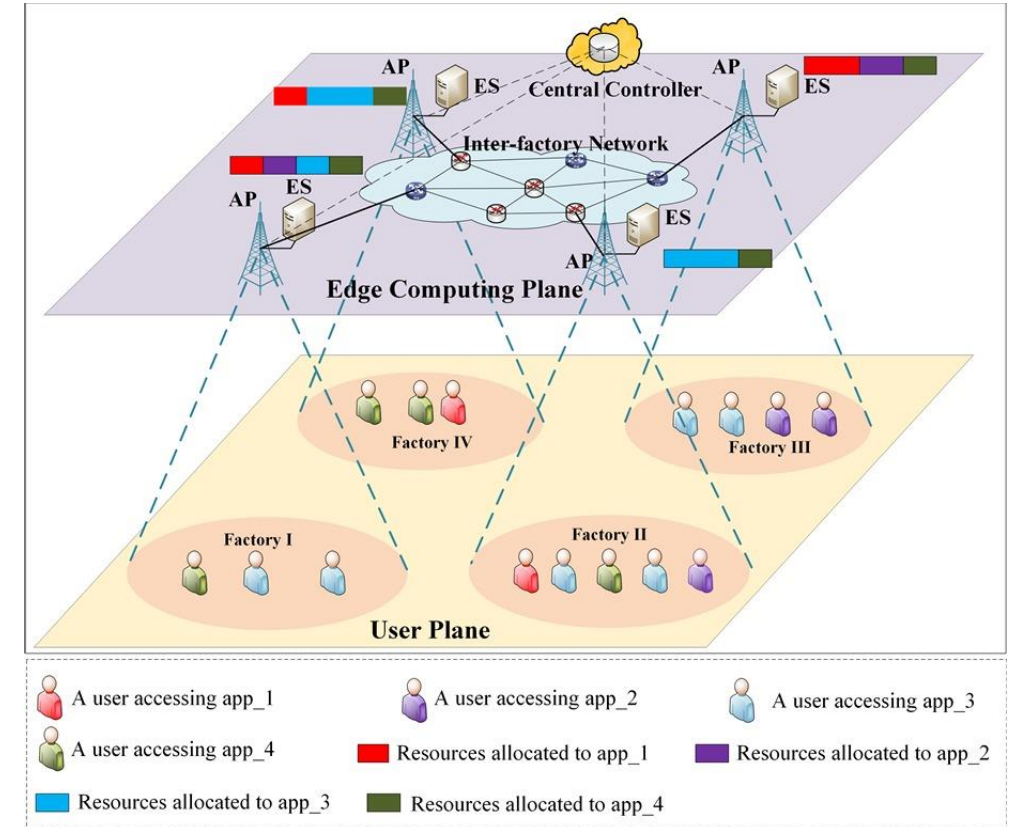 AP
ES
Central Controller
AP
ES
Inter-factory Network
AP
ES
AP
ES
Edge Computing Plane
Factory IV
Factory III
Factory I
Factory II
User Plane
A user accessing app_1
A user accessing app_2
A user accessing app_3
A user accessing app_4
Resources allocated to app_1
Resources allocated to app_2
Resources allocated to app_3
Resources allocated to app_4